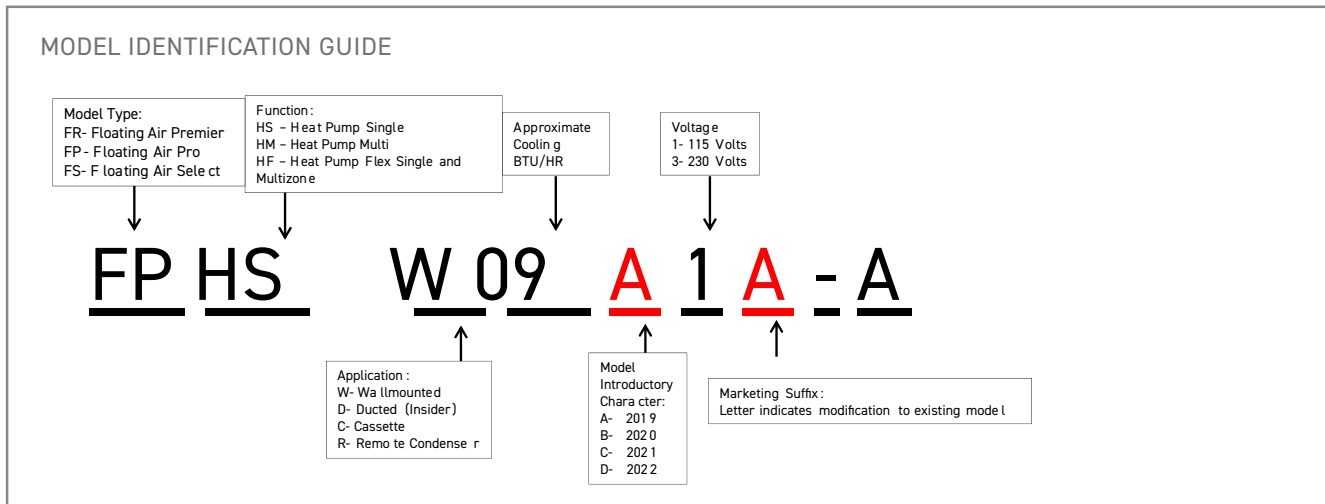 MODEL IDENTIFICATION GUIDE
Model Type:
FR- Floating Air Premier
FP- Floating Air Pro
FS- Floating Air Select
Function:
HS – Heat Pump Single
HM – Heat Pump Multi
HF – Heat Pump Flex Single and
Multizone
Approximate
Cooling
BTU/HR
Voltage
1- 115 Volts
3- 230 Volts
FP HS W 09 A 1 A - A
Application:
W- Wallmounted
D- Ducted (Insider)
C- Cassette
R- Remote Condenser
Model
Introductory
Character:
A- 2019
B- 2020
C- 2021
D- 2022
Marketing Suffix:
Letter indicates modification to existing model